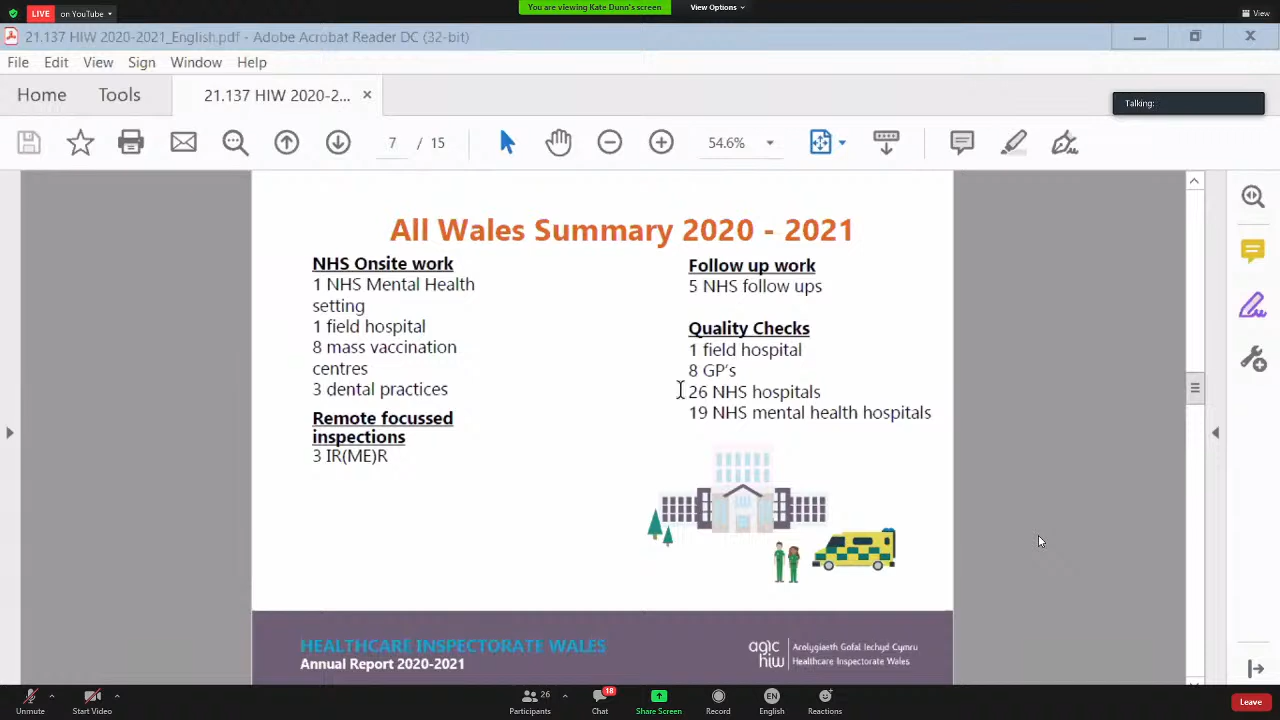 LIVE on YouTube
You are viewing Kate Dunn's screen
View Options
View
21.137 HIW 2020-2021_English.pdf - Adobe Acrobat Reader DC (32-bit)
File Edit View Sign Window Help
Home Tools 21.137 HIW 2020-2... ×
Talking:
7 / 15 54.6%
All Wales Summary 2020 - 2021
NHS Onsite work
1 NHS Mental Health
setting
1 field hospital
8 mass vaccination
centres
3 dental practices
Remote focussed
inspections
3 IR(ME)R
Follow up work
5 NHS follow ups
Quality Checks
1 field hospital
8 GP's
26 NHS hospitals
19 NHS mental health hospitals
HEALTHCARE INSPECTORATE WALES
Annual Report 2020-2021
agic
hiw
Arolygiaeth Gofal Iechyd Cymru
Healthcare Inspectorate Wales
Unmute
Start Video
26
Participants
18
Chat
Share Screen
Record
EN
English
Reactions
Leave